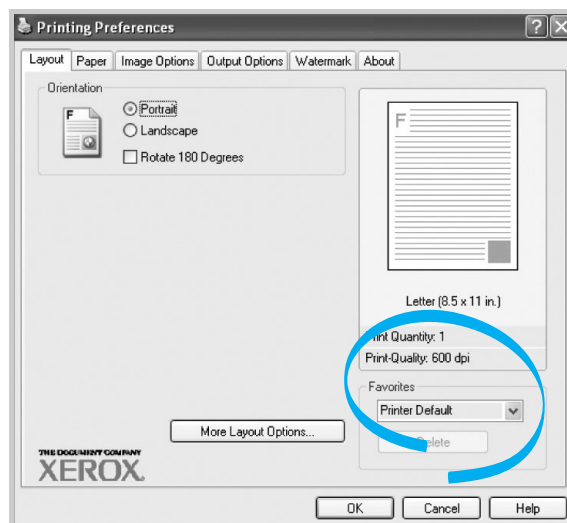 Printing Preferences
Layout Paper Image Options Output Options Watermark About
Orientation
Portrait
Landscape
Rotate 180 Degrees
F
F
Letter (8.5 x 11 in.)
Print Quantity: 1
Print-Quality: 600 dpi
Favorites
Printer Default
Delete
More Layout Options...
THE DOCUMENT COMPANY
XEROX.
OK Cancel Help